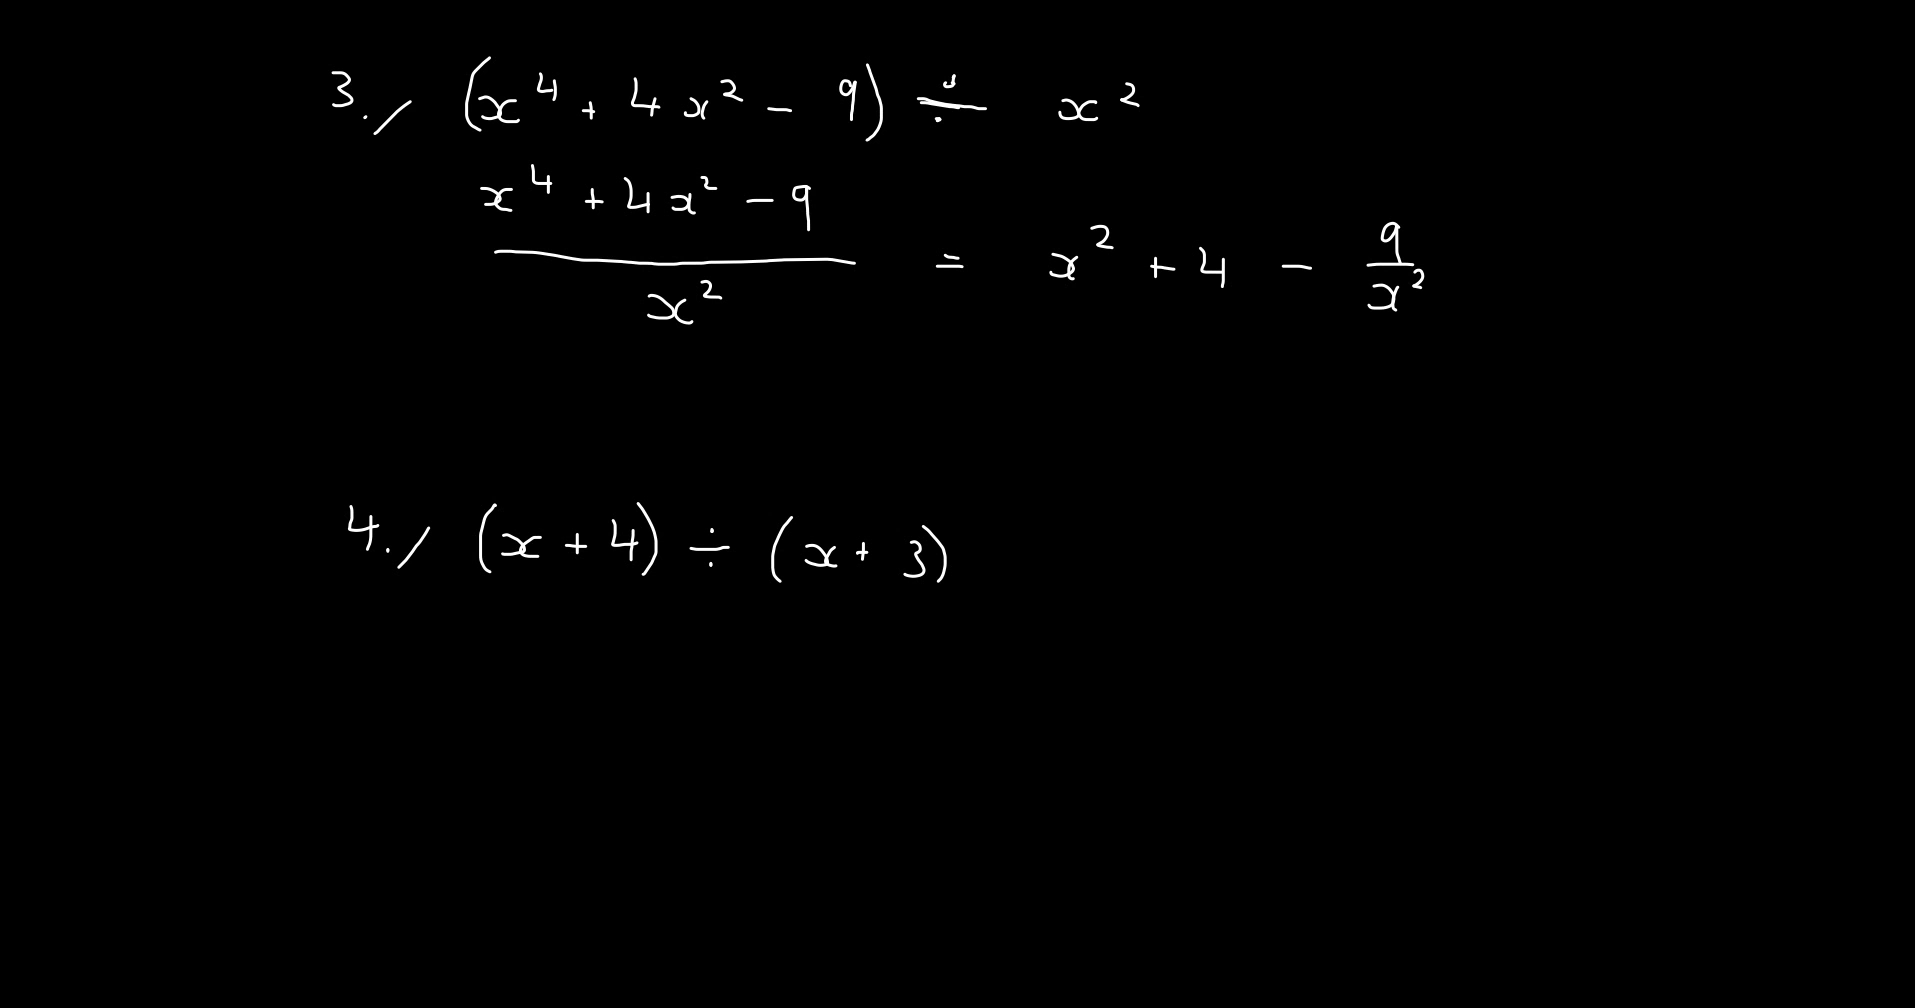 3./ (x⁴ + 4x² - 9) ÷ x²
x⁴ + 4x² - 9
/ x² = x² + 4 - 9/x²
4./ (x + 4) ÷ (x + 3)